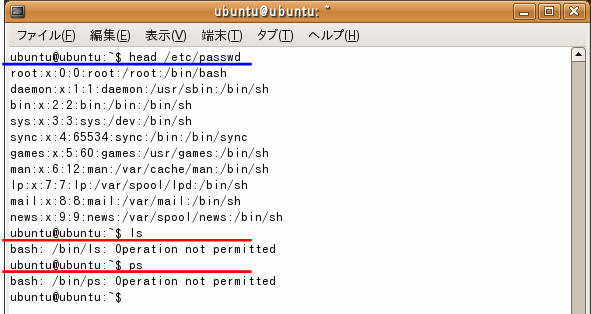 ubuntu@ubuntu: ~
ファイル(F) 編集(E) 表示(V) 端末(T) タブ(T) ヘルプ(H)
ubuntu@ubuntu:~$ head /etc/passwd
root:x:0:0:root:/root:/bin/bash
daemon:x:1:1:daemon:/usr/sbin:/bin/sh
bin:x:2:2:bin:/bin:/bin/sh
sys:x:3:3:sys:/dev:/bin/sh
sync:x:4:65534:sync:/bin:/bin/sync
games:x:5:60:games:/usr/games:/bin/sh
man:x:6:12:man:/var/cache/man:/bin/sh
lp:x:7:7:lp:/var/spool/lpd:/bin/sh
mail:x:8:8:mail:/var/mail:/bin/sh
news:x:9:9:news:/var/spool/news:/bin/sh
ubuntu@ubuntu:~$ ls
bash: /bin/ls: Operation not permitted
ubuntu@ubuntu:~$ ps
bash: /bin/ps: Operation not permitted
ubuntu@ubuntu:~$